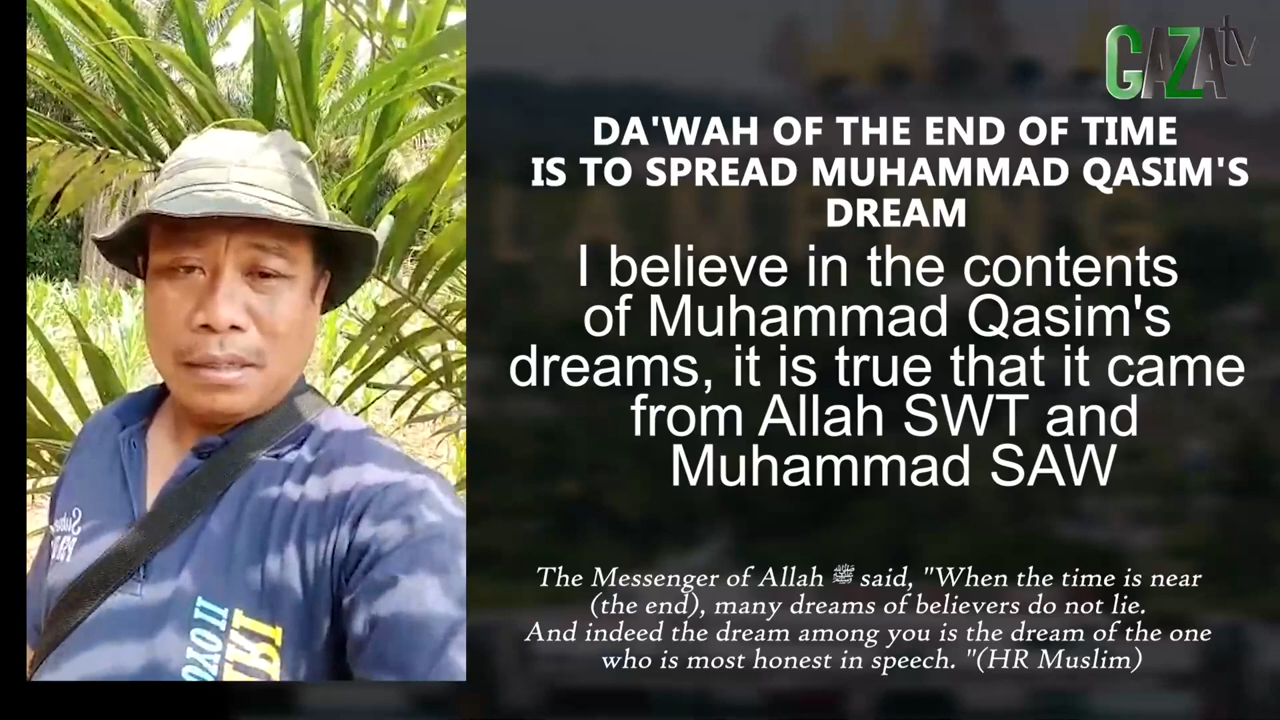 GAZAtv
DA'WAH OF THE END OF TIME
IS TO SPREAD MUHAMMAD QASIM'S
DREAM
I believe in the contents
of Muhammad Qasim's
dreams, it is true that it came
from Allah SWT and
Muhammad SAW
The Messenger of Allah ﷺ said, "When the time is near
(the end), many dreams of believers do not lie.
And indeed the dream among you is the dream of the one
who is most honest in speech. "(HR Muslim)